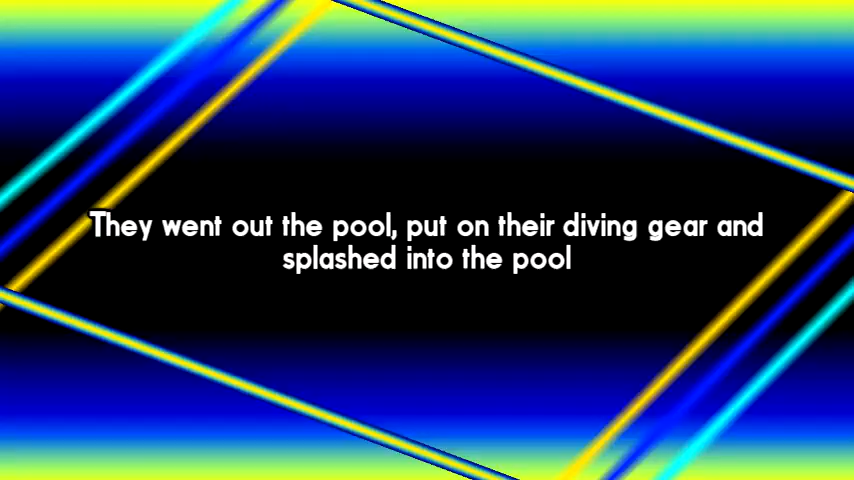 They went out the pool, put on their diving gear and
splashed into the pool